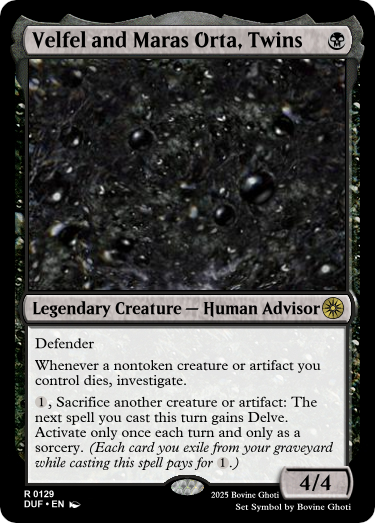 Velfel and Maras Orta, Twins
Legendary Creature — Human Advisor
Defender
Whenever a nontoken creature or artifact you
control dies, investigate.
1, Sacrifice another creature or artifact: The
next spell you cast this turn gains Delve.
Activate only once each turn and only as a
sorcery. (Each card you exile from your graveyard
while casting this spell pays for 1.)
4/4
R 0129
DUF • EN
2025 Bovine Ghoti
Set Symbol by Bovine Ghoti